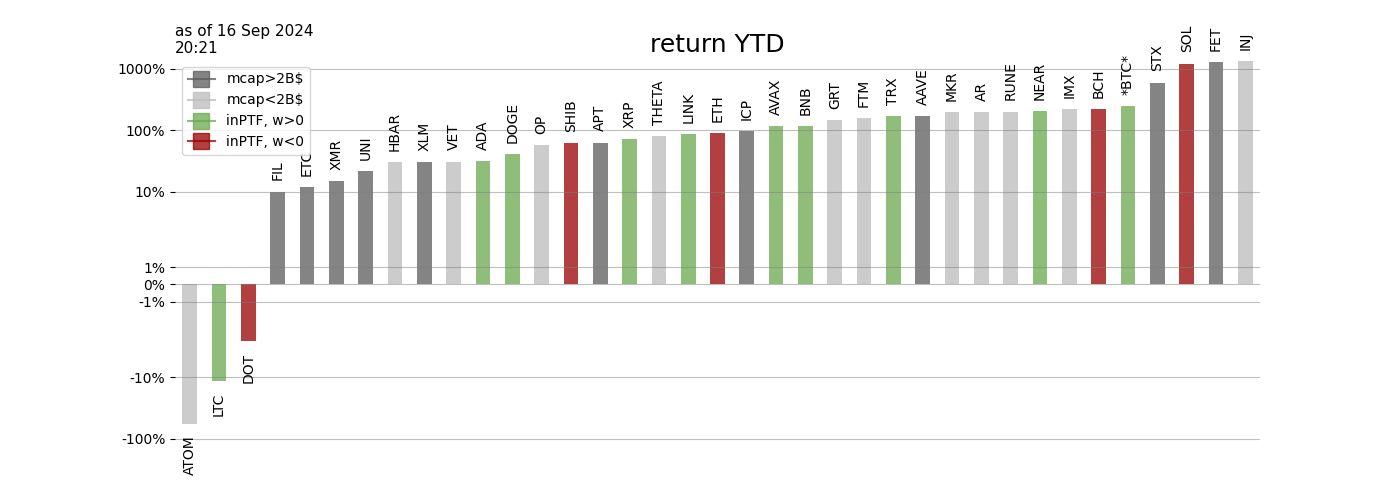 as of 16 Sep 2024
20:21
return YTD
1000%
100%
10%
1%
0%
-1%
-10%
-100%
mcap>2B$
mcap<2B$
inPTF, w>0
inPTF, w<0
ATOM
LTC
DOT
FIL
ETC
XMR
UNI
HBAR
XLM
VET
ADA
DOGE
OP
SHIB
APT
XRP
THETA
LINK
ETH
ICP
AVAX
BNB
GRT
FTM
TRX
AAVE
MKR
AR
RUNE
NEAR
IMX
BCH
*BTC*
STX
SOL
FET
INJ